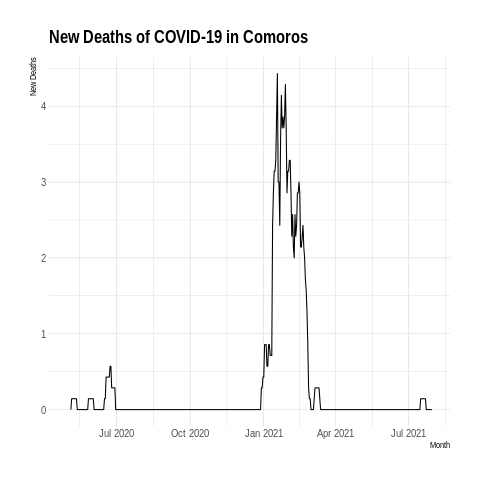 New Deaths of COVID-19 in Comoros
New Deaths
4
3
2
1
0
Jul 2020 Oct 2020 Jan 2021 Apr 2021 Jul 2021
Month